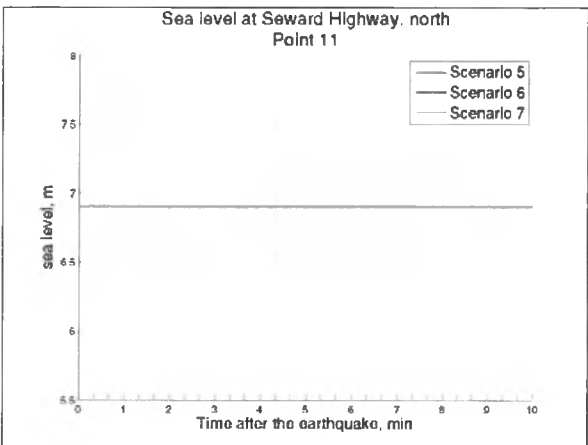 Sea level at Seward Highway, north
Point 11
8
7.5
7
6.5
6
5.5
sea level, m
Scenario 5
Scenario 6
Scenario 7
0 1 2 3 4 5 6 7 8 9 10
Time after the earthquake, min